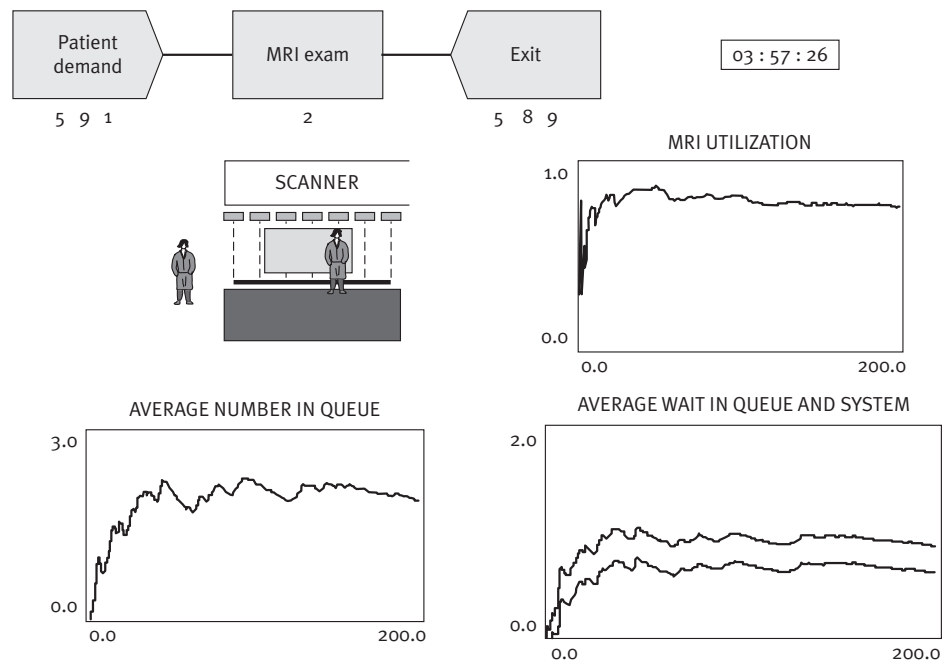 Patient
demand
MRI exam
Exit
03 : 57 : 26
5 9 1
2
5 8 9
MRI UTILIZATION
1.0
0.0
0.0 200.0
SCANNER
AVERAGE NUMBER IN QUEUE
3.0
0.0
0.0 200.0
AVERAGE WAIT IN QUEUE AND SYSTEM
2.0
0.0
0.0 200.0